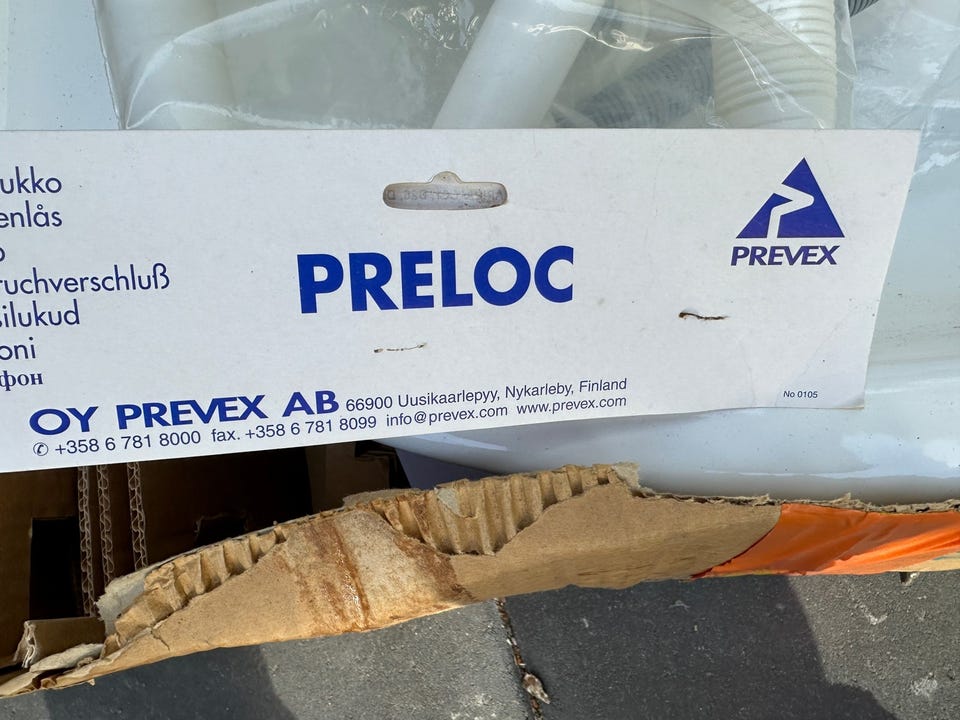 ukko
enlås
ruchverschluß
ilukud
oni
фон
PRELOC
PREVEX
OY PREVEX AB 66900 Uusikaarlepyy, Nykarleby, Finland
✆ +358 6 781 8000 fax. +358 6 781 8099 info@prevex.com www.prevex.com
No 0105